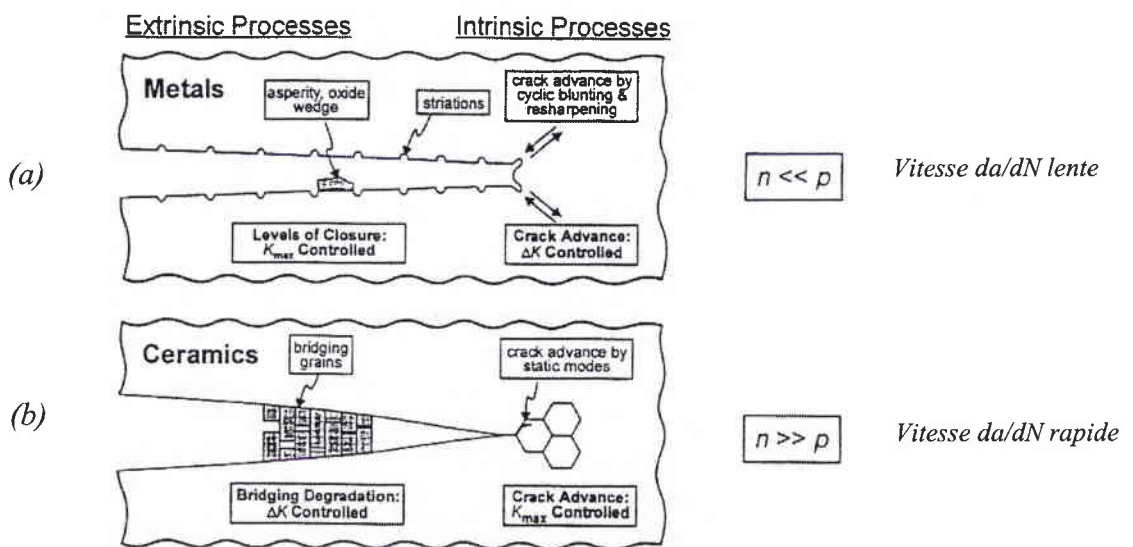 Extrinsic Processes
Intrinsic Processes
(a)
Metals
asperity, oxide
wedge
striations
crack advance by
cyclic blunting &
resharpening
Levels of Closure:
Kmax Controlled
Crack Advance:
ΔK Controlled
n << p
Vitesse da/dN lente
(b)
Ceramics
bridging
grains
crack advance by
static modes
Bridging Degradation:
ΔK Controlled
Crack Advance:
Kmax Controlled
n >> p
Vitesse da/dN rapide